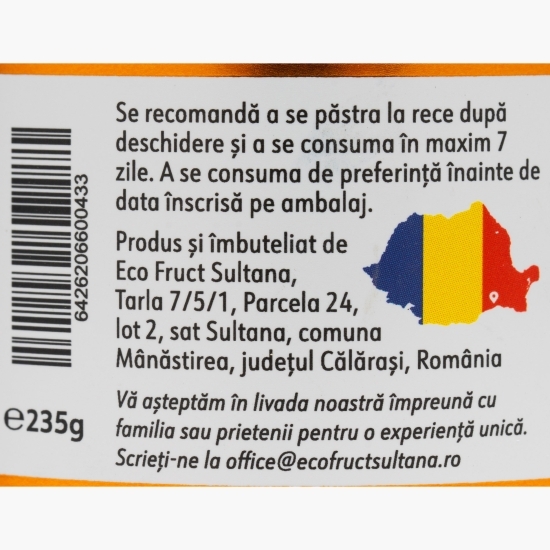 Se recomandă a se păstra la rece după
deschidere și a se consuma în maxim 7
zile. A se consuma de preferință înainte de
data înscrisă pe ambalaj.
Produs și îmbuteliat de
Eco Fruct Sultana,
Tarla 7/5/1, Parcela 24,
lot 2, sat Sultana, comuna
Mânăstirea, județul Călărași, România
Vă așteptăm în livada noastră împreună cu
familia sau prietenii pentru o experiență unică.
Scrieți-ne la office@ecofructsultana.ro
6426206600433
℮235g